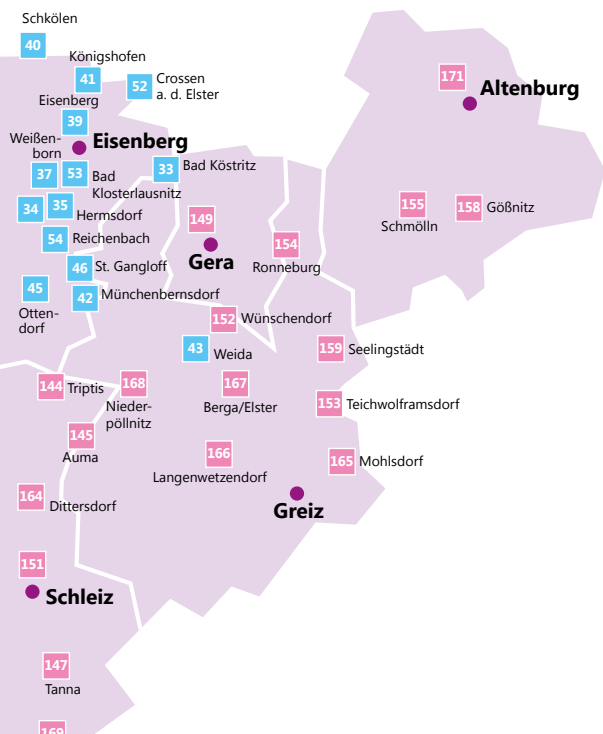 Schkölen
40
Königshofen
41
52
Crossen
a. d. Elster
Eisenberg
39
Weißen-
born
Eisenberg
37
53
Bad
Klosterlausnitz
33
Bad Köstritz
34
35
Hermsdorf
54
Reichenbach
46
St. Gangloff
45
Otten-
dorf
42
Münchenbernsdorf
149
Gera
154
Ronneburg
171
Altenburg
155
Schmölln
158
Gößnitz
152
Wünschendorf
43
Weida
159
Seelingstädt
144
Triptis
168
Nieder-
pöllnitz
167
Berga/Elster
153
Teichwolframsdorf
145
Auma
166
Langenwetzendorf
165
Mohlsdorf
164
Dittersdorf
Greiz
151
Schleiz
147
Tanna
169